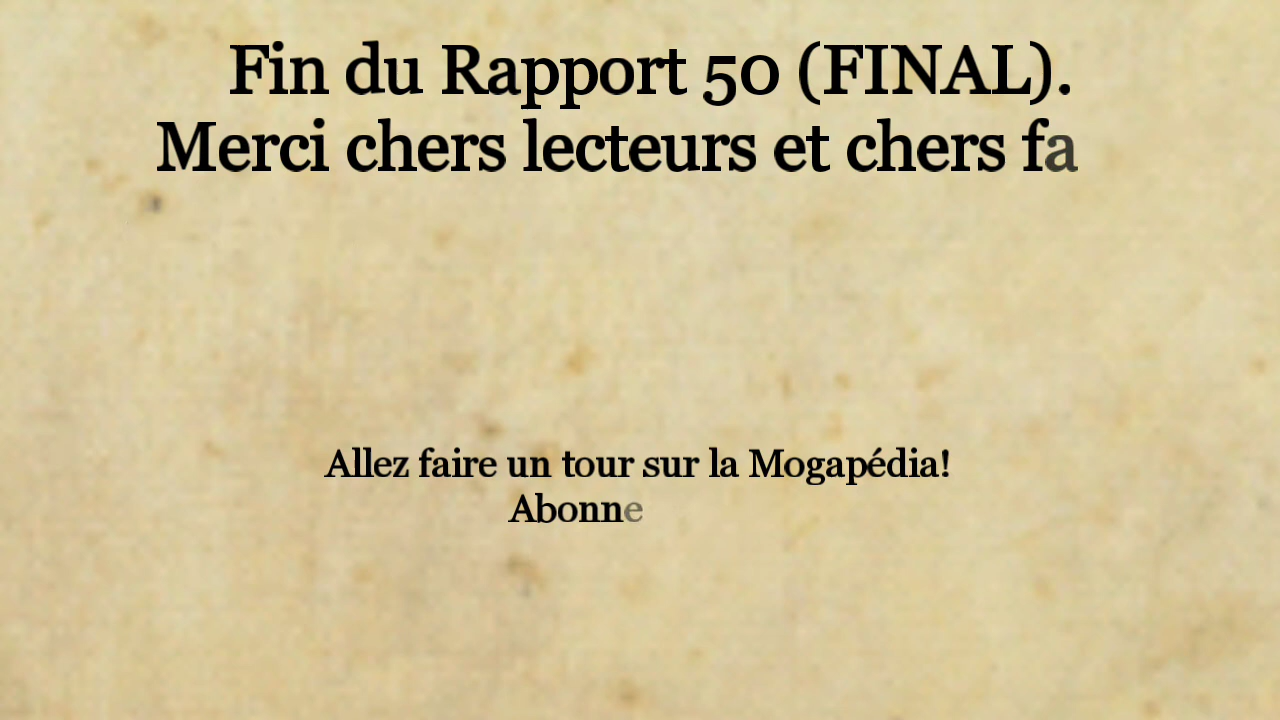 Fin du Rapport 50 (FINAL).
Merci chers lecteurs et chers fa
Allez faire un tour sur la Mogapédia!
Abonne